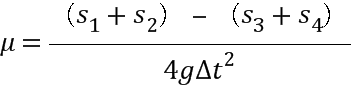 μ = ((s₁ + s₂) – (s₃ + s₄)) / (4gΔt²)